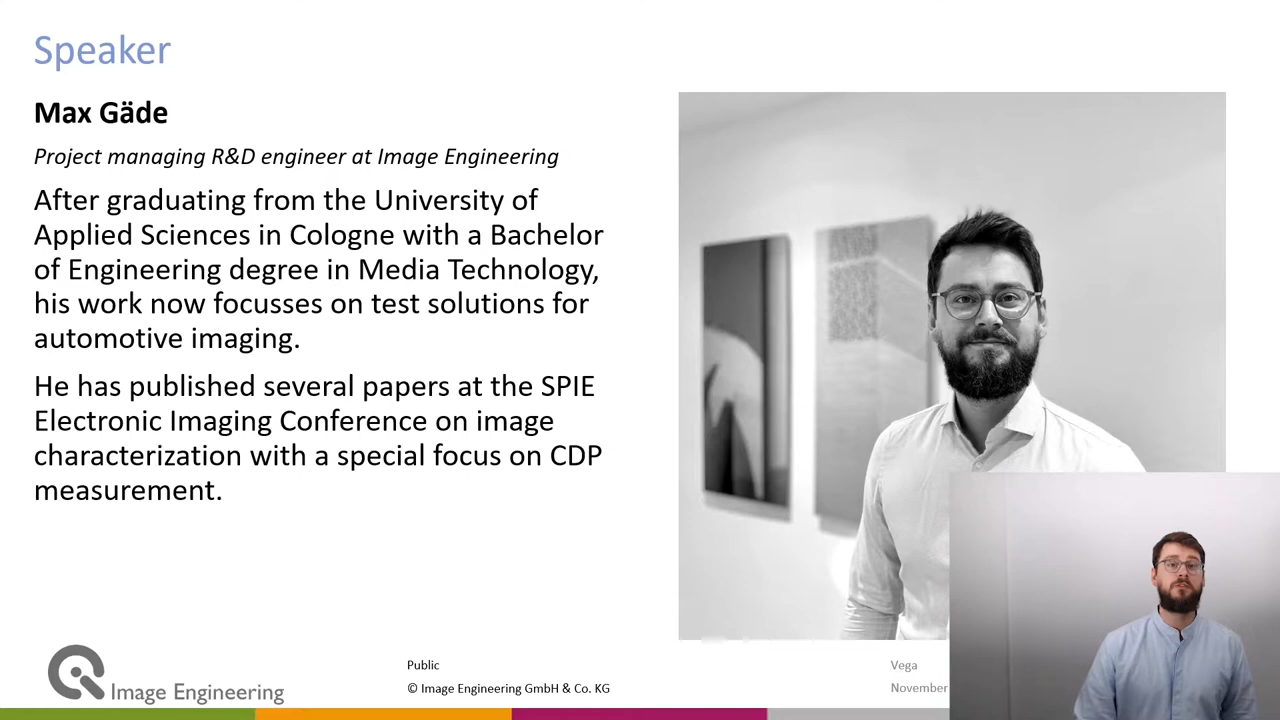 Speaker
Max Gäde
Project managing R&D engineer at Image Engineering
After graduating from the University of
Applied Sciences in Cologne with a Bachelor
of Engineering degree in Media Technology,
his work now focusses on test solutions for
automotive imaging.
He has published several papers at the SPIE
Electronic Imaging Conference on image
characterization with a special focus on CDP
measurement.
Image Engineering
Public
© Image Engineering GmbH & Co. KG
Vega
November